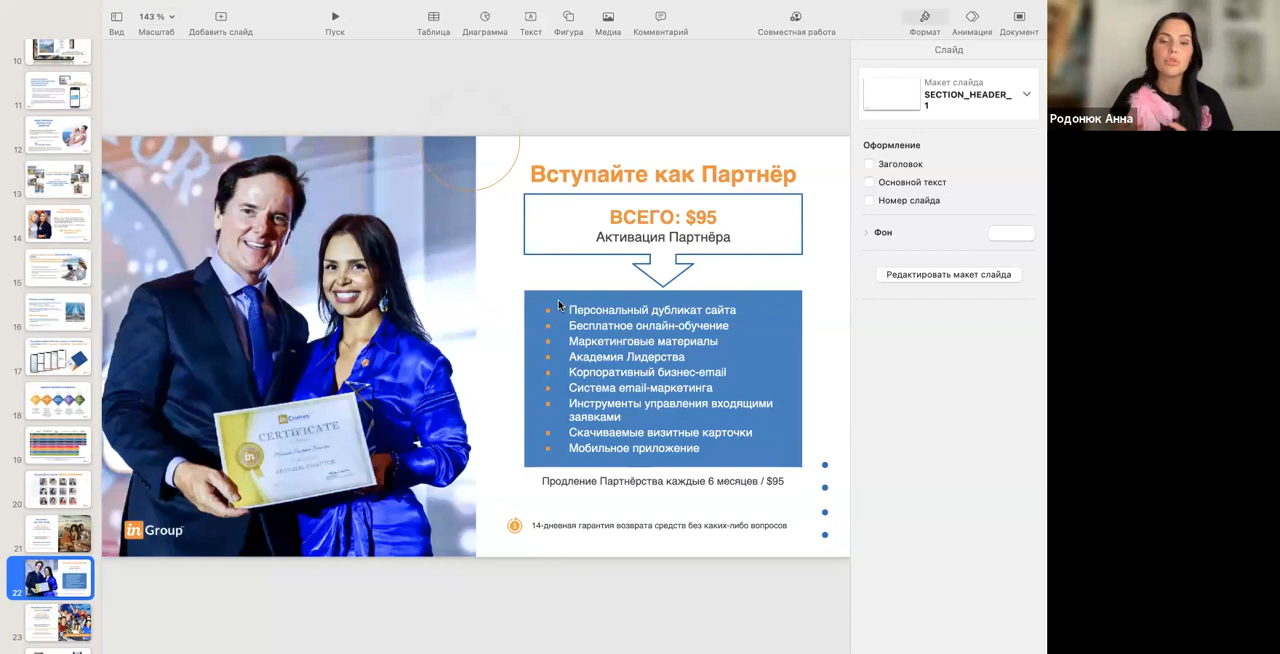 143 %
Вид
Масштаб
Добавить слайд
Пуск
Таблица
Диаграмма
Текст
Фигура
Медиа
Комментарий
Совместная работа
Формат
Анимация
Документ
10
11
12
13
14
15
16
17
18
19
20
21
22
23
Вступайте как Партнёр
ВСЕГО: $95
Активация Партнёра
Персональный дубликат сайта
Бесплатное онлайн-обучение
Маркетинговые материалы
Академия Лидерства
Корпоративный бизнес-email
Система email-маркетинга
Инструменты управления входящими
заявками
Скачиваемые визитные карточки
Мобильное приложение
Продление Партнёрства каждые 6 месяцев / $95
14-дневная гарантия возврата средств без каких-либо вопросов
inCruises
CERTIFICATE
in
inGroup
Слайд
Макет слайда
SECTION_HEADER_
1
Оформление
Заголовок
Основной текст
Номер слайда
Фон
Редактировать макет слайда
Родонюк Анна